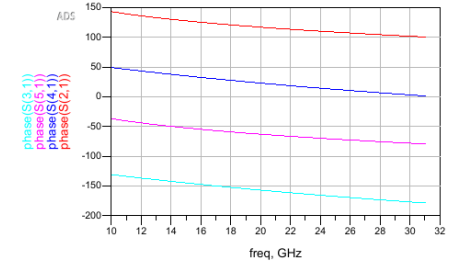 ADS
phase(S(3,1))
phase(S(5,1))
phase(S(4,1))
phase(S(2,1))
150
100
50
0
-50
-100
-150
-200
10 12 14 16 18 20 22 24 26 28 30 32
freq, GHz